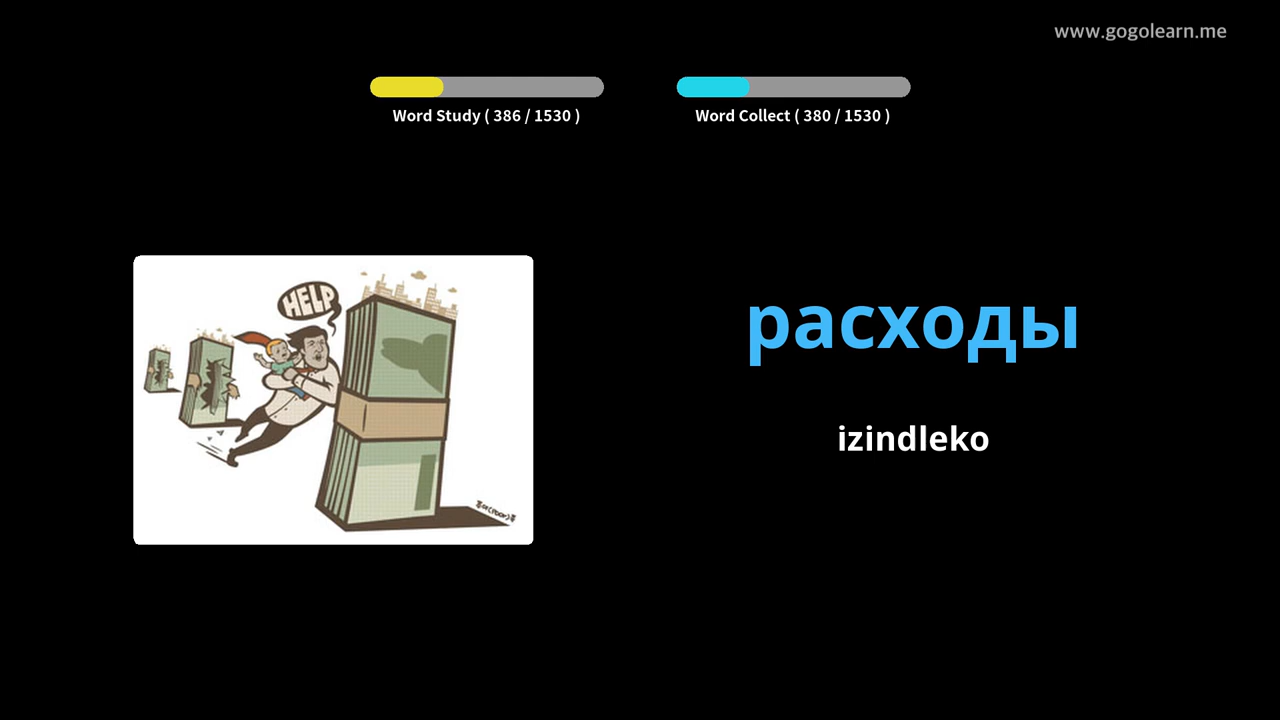 www.gogolearn.me
Word Study ( 386 / 1530 )
Word Collect ( 380 / 1530 )
HELP
расходы
izindleko